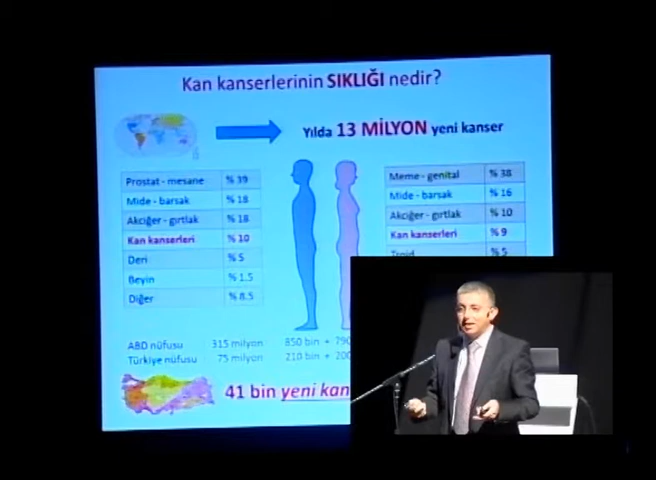 Kan kanserlerinin SIKLIĞI nedir?
Yılda 13 MİLYON yeni kanser
Prostat - mesane % 39
Mide - barsak % 18
Akciğer - gırtlak % 18
Kan kanserleri % 10
Deri % 5
Beyin % 1.5
Diğer % 8.5
Meme - genital % 38
Mide - barsak % 16
Akciğer - gırtlak % 10
Kan kanserleri % 9
Troid % 5
ABD nüfusu 315 milyon 850 bin + 790
Türkiye nüfusu 75 milyon 210 bin + 200
41 bin yeni kan